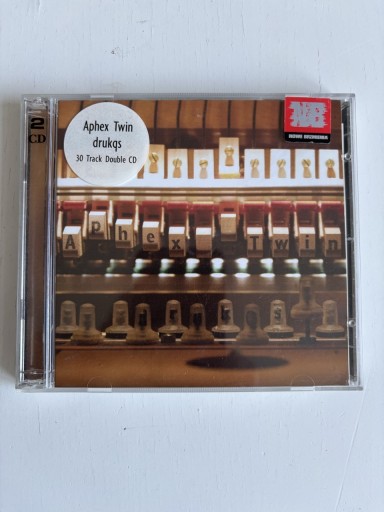 2
CD
Aphex Twin
drukqs
30 Track Double CD
Aphex Twin